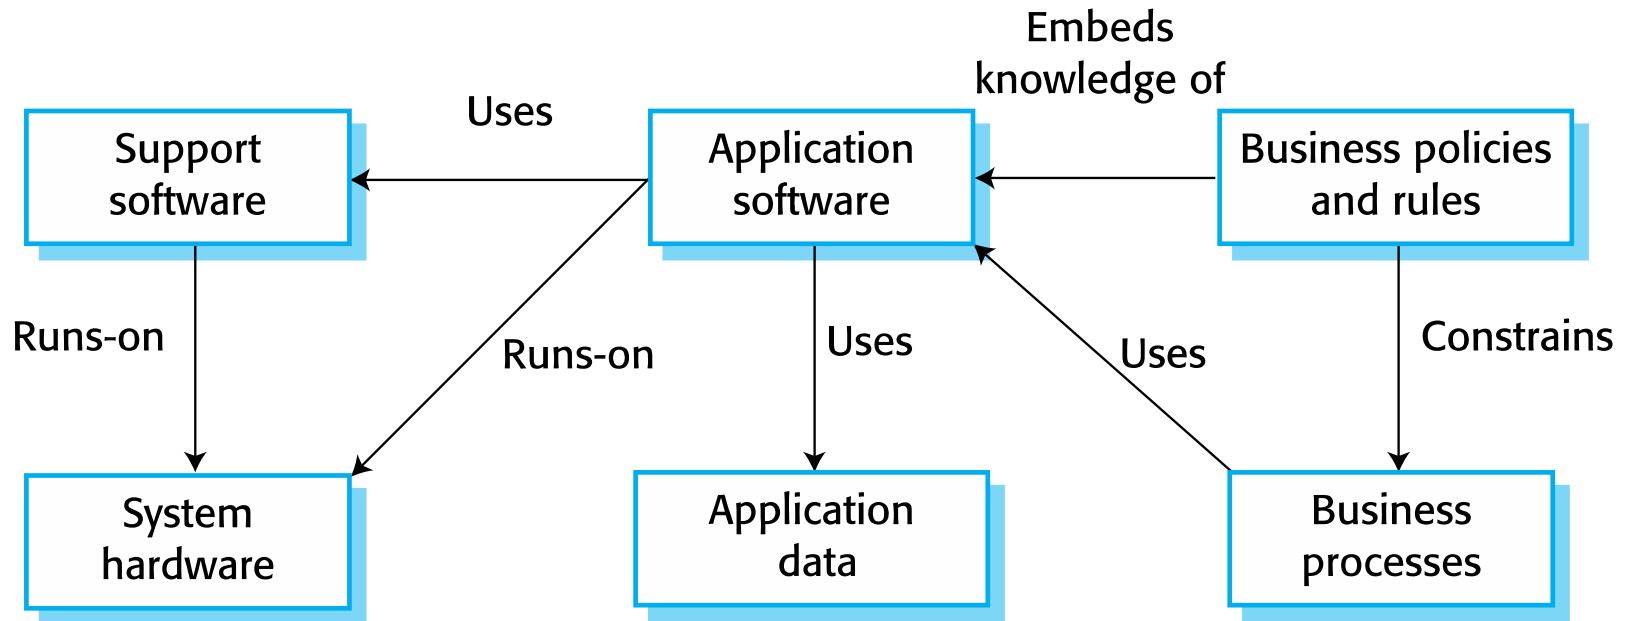 Embeds
knowledge of
Uses
Support
software
Application
software
Business policies
and rules
Runs-on
Runs-on
Uses
Uses
Constrains
System
hardware
Application
data
Business
processes